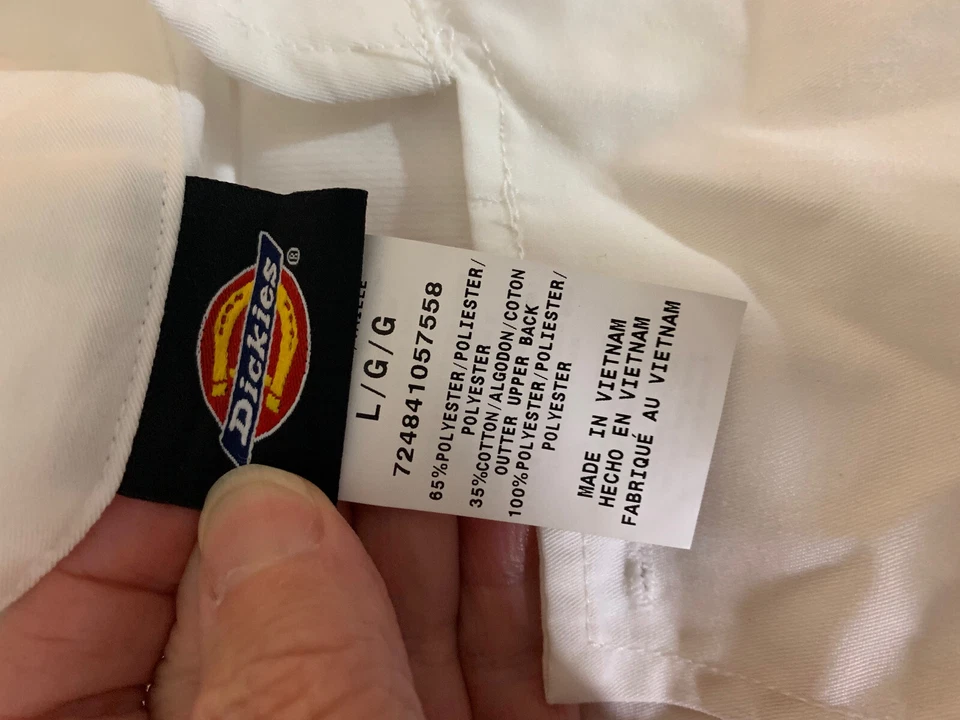 Dickies®
L/G/G
724841057558
65%POLYESTER/POLIESTER/
POLYESTER
35%COTTON/ALGODON/COTON
OUTTER UPPER BACK
100%POLYESTER/POLIESTER/
POLYESTER
MADE IN VIETNAM
HECHO EN VIETNAM
FABRIQUÉ AU VIETNAM